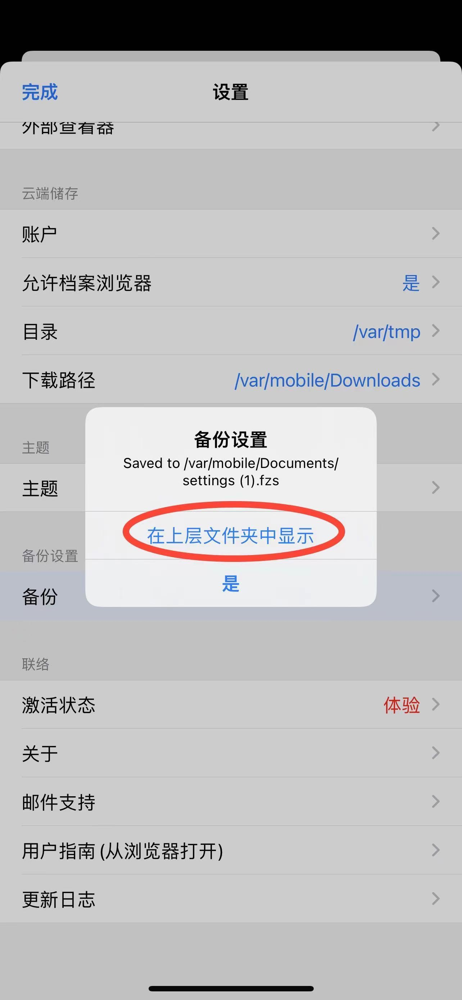 完成
设置
外部查看器
云端储存
账户
允许档案浏览器 是
目录 /var/tmp
下载路径 /var/mobile/Downloads
主题
主题
备份设置
Saved to /var/mobile/Documents/
settings (1).fzs
在上层文件夹中显示
是
备份设置
备份
联络
激活状态 体验
关于
邮件支持
用户指南 (从浏览器打开)
更新日志